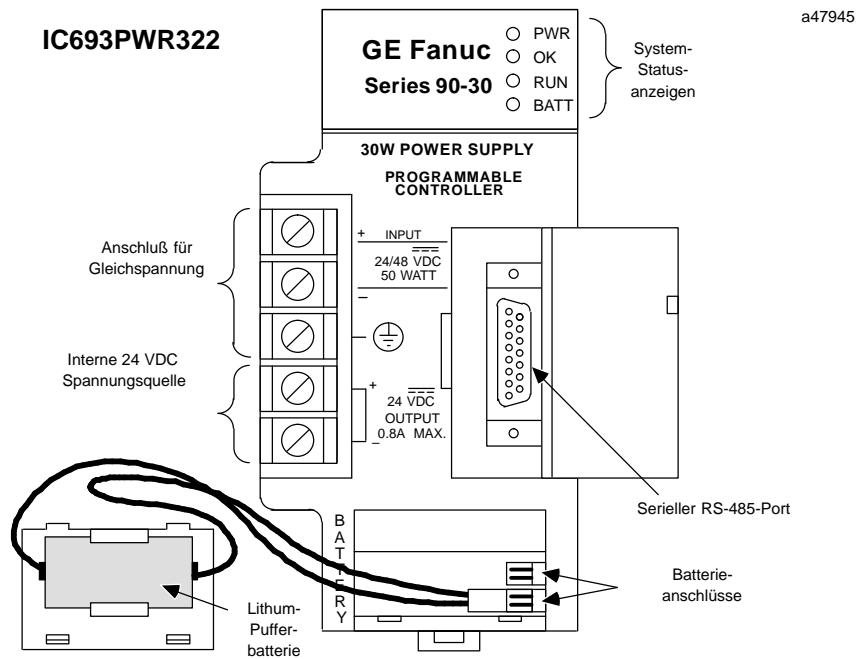 a47945
IC693PWR322
GE Fanuc
Series 90-30
PWR
OK
RUN
BATT
System-
Status-
anzeigen
30W POWER SUPPLY
PROGRAMMABLE
CONTROLLER
Anschluß für
Gleichspannung
+ INPUT
24/48 VDC
50 WATT
–
Interne 24 VDC
Spannungsquelle
+
24 VDC
OUTPUT
0.8A MAX.
–
Serieller RS-485-Port
BATTERY
Batterie-
anschlüsse
Lithum-
Puffer-
batterie